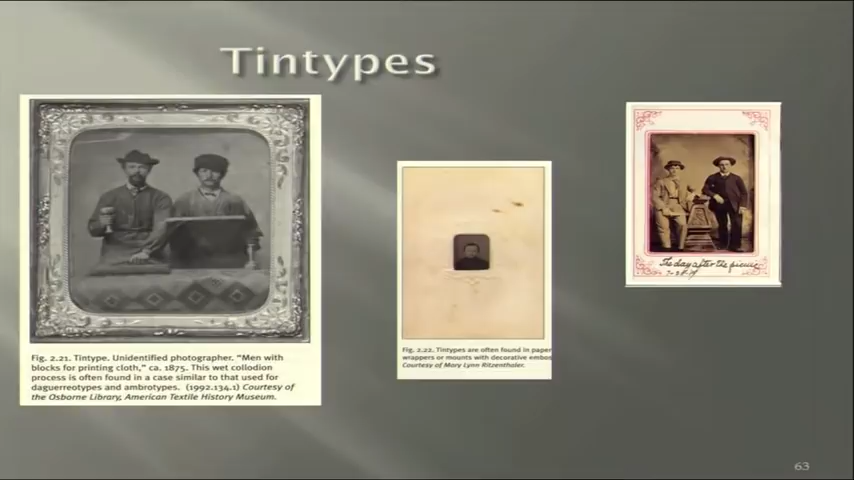 Tintypes
Fig. 2.21. Tintype. Unidentified photographer. "Men with
blocks for printing cloth," ca. 1875. This wet collodion
process is often found in a case similar to that used for
daguerreotypes and ambrotypes. (1992.134.1) Courtesy of
the Osborne Library, American Textile History Museum.
Fig. 2.22. Tintypes are often found in paper
wrappers or mounts with decorative embos
Courtesy of Mary Lynn Ritzenthaler.
The day after the picnic
63